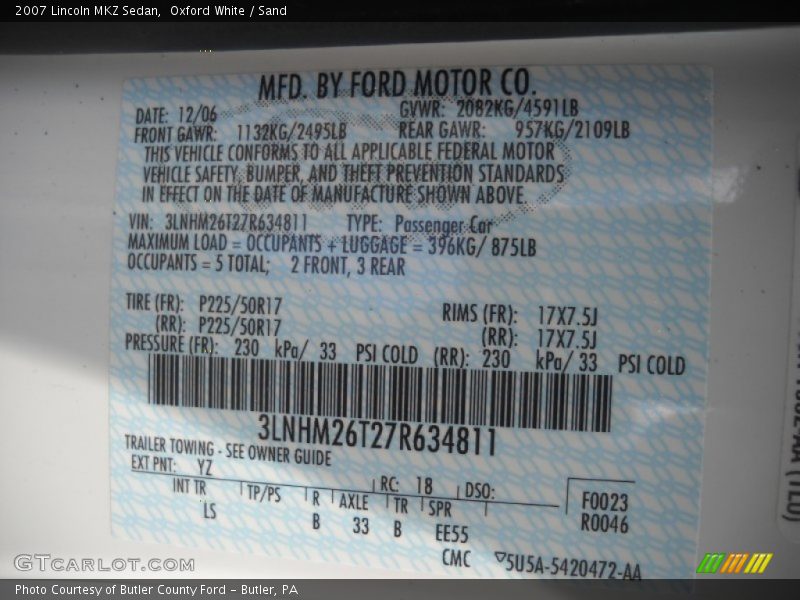 2007 Lincoln MKZ Sedan,  Oxford White / Sand
MFD. BY FORD MOTOR CO.
DATE: 12/06 GVWR: 2082KG/4591LB
FRONT GAWR: 1132KG/2495LB REAR GAWR: 957KG/2109LB
THIS VEHICLE CONFORMS TO ALL APPLICABLE FEDERAL MOTOR
VEHICLE SAFETY, BUMPER, AND THEFT PREVENTION STANDARDS
IN EFFECT ON THE DATE OF MANUFACTURE SHOWN ABOVE.
VIN: 3LNHM26T27R634811 TYPE: Passenger Car
MAXIMUM LOAD = OCCUPANTS + LUGGAGE = 396KG/ 875LB
OCCUPANTS = 5 TOTAL; 2 FRONT, 3 REAR
TIRE (FR): P225/50R17 RIMS (FR): 17X7.5J
(RR): P225/50R17 (RR): 17X7.5J
PRESSURE (FR): 230 kPa/ 33 PSI COLD (RR): 230 kPa/ 33 PSI COLD
3LNHM26T27R634811
TRAILER TOWING - SEE OWNER GUIDE
EXT PNT: YZ RC: 18 DSO: F0023
INT TR TP/PS R AXLE TR SPR R0046
LS B 33 B EE55
CMC ▽5U5A-5420472-AA
GTCarLot.com
Photo Courtesy of Butler County Ford – Butler, PA